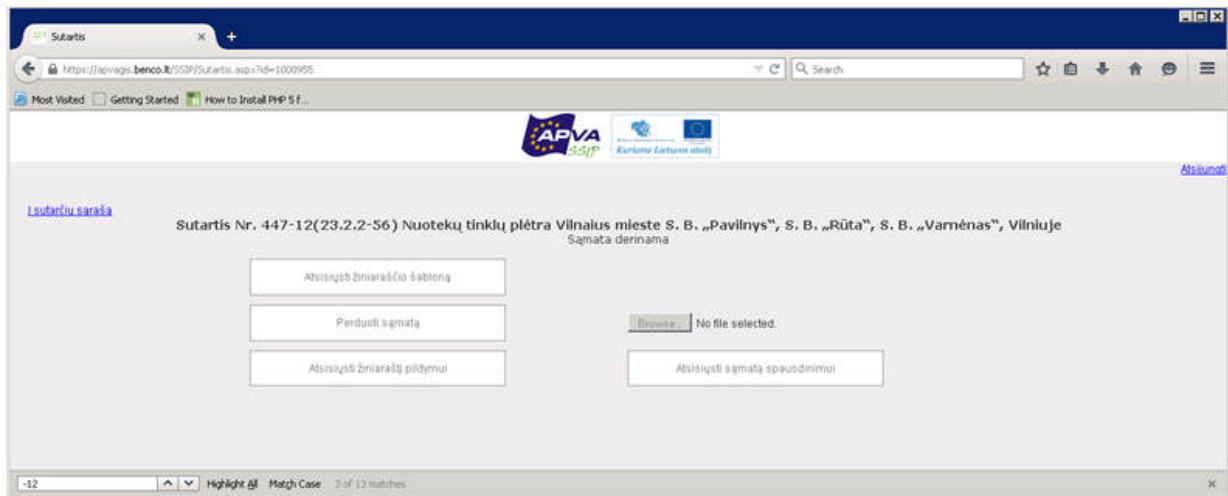 Sutartis
https://apvagis.benco.lt/SSIP/Sutartis.aspx?id=1000955
Search
Most Visited
Getting Started
How to Install PHP 5 f...
APVA
SSIP
Kuriame Lietuvos ateitį
Atsijungti
Į sutarčių sąrašą
Sutartis Nr. 447-12(23.2.2-56) Nuotekų tinklų plėtra Vilnaius mieste S. B. „Pavilnys“, S. B. „Rūta“, S. B. „Varnėnas“, Vilniuje
Sąmata derinama
Atsisiųsti žiniaraščio šabloną
Perduoti sąmatą
Browse...
No file selected.
Atsisiųsti žiniaraštį pildymui
Atsisiųsti sąmatą spausdinimui
-12
Highlight All
Match Case
3 of 13 matches